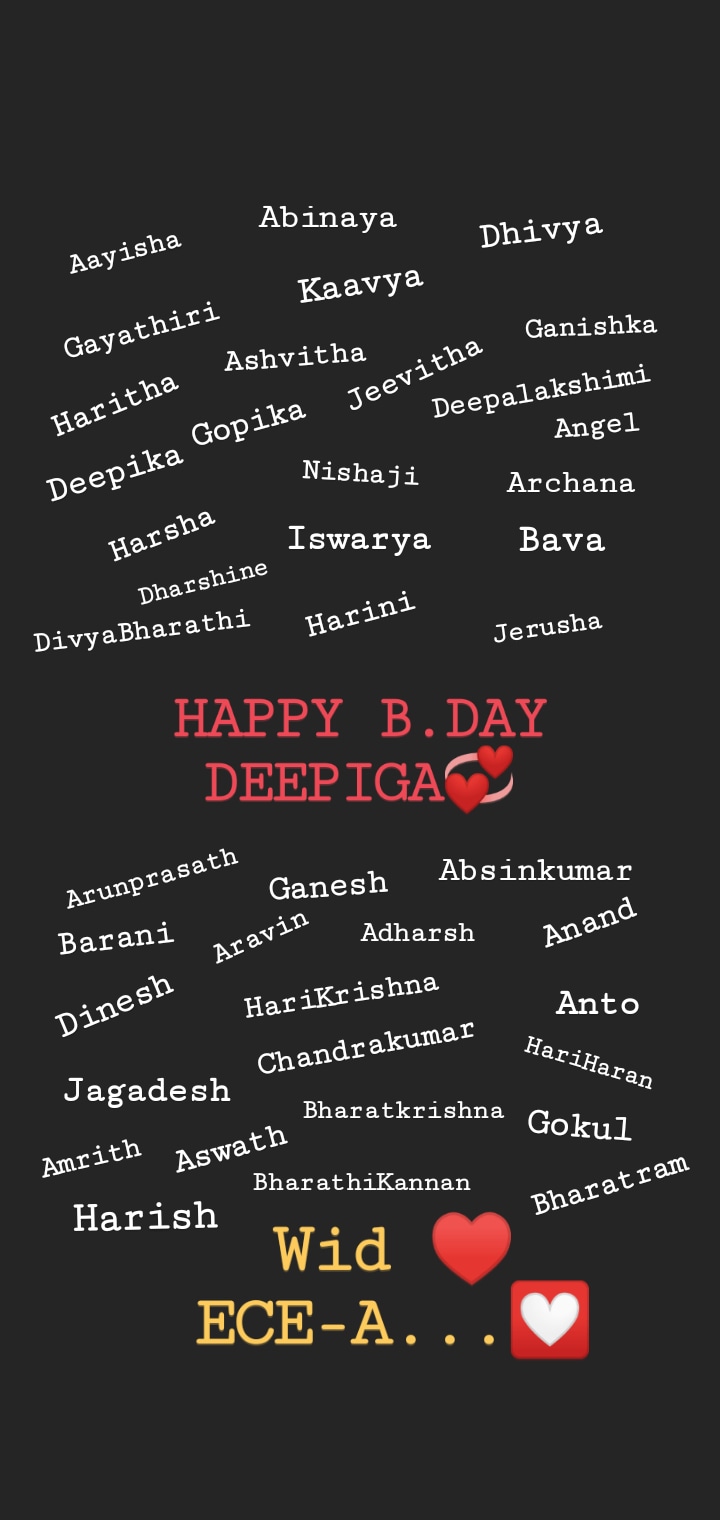 Abinaya
Aayisha
Dhivya
Kaavya
Gayathiri
Ganishka
Ashvitha
Jeevitha
Haritha
Deepalakshimi
Gopika
Angel
Deepika
Nishaji
Archana
Harsha
Iswarya
Bava
Dharshine
DivyaBharathi
Harini
Jerusha
HAPPY B.DAY
DEEPIGA💞
Arunprasath
Ganesh
Absinkumar
Barani
Aravin
Adharsh
Anand
Dinesh
HariKrishna
Anto
Chandrakumar
HariHaran
Jagadesh
Bharatkrishna
Gokul
Amrith
Aswath
BharathiKannan
Bharatram
Harish
Wid ♥️
ECE-A...💟